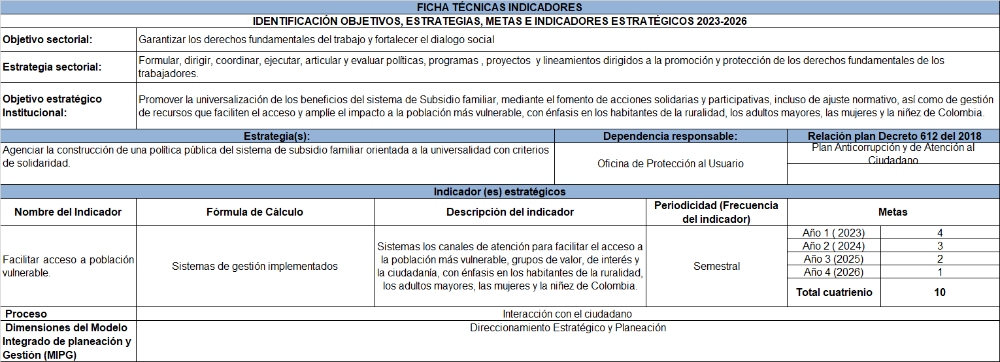 FICHA TÉCNICAS INDICADORES
IDENTIFICACIÓN OBJETIVOS, ESTRATEGIAS, METAS E INDICADORES ESTRATÉGICOS 2023-2026
Objetivo sectorial:
Garantizar los derechos fundamentales del trabajo y fortalecer el dialogo social
Estrategia sectorial:
Formular, dirigir, coordinar, ejecutar, articular y evaluar políticas, programas , proyectos  y lineamientos dirigidos a la promoción y protección de los derechos fundamentales de los
trabajadores.
Objetivo estratégico
Institucional:
Promover la universalización de los beneficios del sistema de Subsidio familiar, mediante el fomento de acciones solidarias y participativas, incluso de ajuste normativo, así como de gestión
de recursos que faciliten el acceso y amplíe el impacto a la población más vulnerable, con énfasis en los habitantes de la ruralidad, los adultos mayores, las mujeres y la niñez de Colombia.
Estrategia(s):
Dependencia responsable:
Relación plan Decreto 612 del 2018
Agenciar la construcción de una política pública del sistema de subsidio familiar orientada a la universalidad con criterios
de solidaridad.
Oficina de Protección al Usuario
Plan Anticorrupción y de Atención al
Ciudadano
Indicador (es) estratégicos
Nombre del Indicador
Fórmula de Cálculo
Descripción del indicador
Periodicidad (Frecuencia
del indicador)
Metas
Facilitar acceso a población
vulnerable.
Sistemas de gestión implementados
Sistemas los canales de atención para facilitar el acceso a
la población más vulnerable, grupos de valor, de interés y
la ciudadanía, con énfasis en los habitantes de la ruralidad,
los adultos mayores, las mujeres y la niñez de Colombia.
Semestral
Año 1 ( 2023) 4
Año 2 ( 2024) 3
Año 3 (2025) 2
Año 4 (2026) 1
Total cuatrienio 10
Proceso
Interacción con el ciudadano
Dimensiones del Modelo
Integrado de planeación y
Gestión (MIPG)
Direccionamiento Estratégico y Planeación